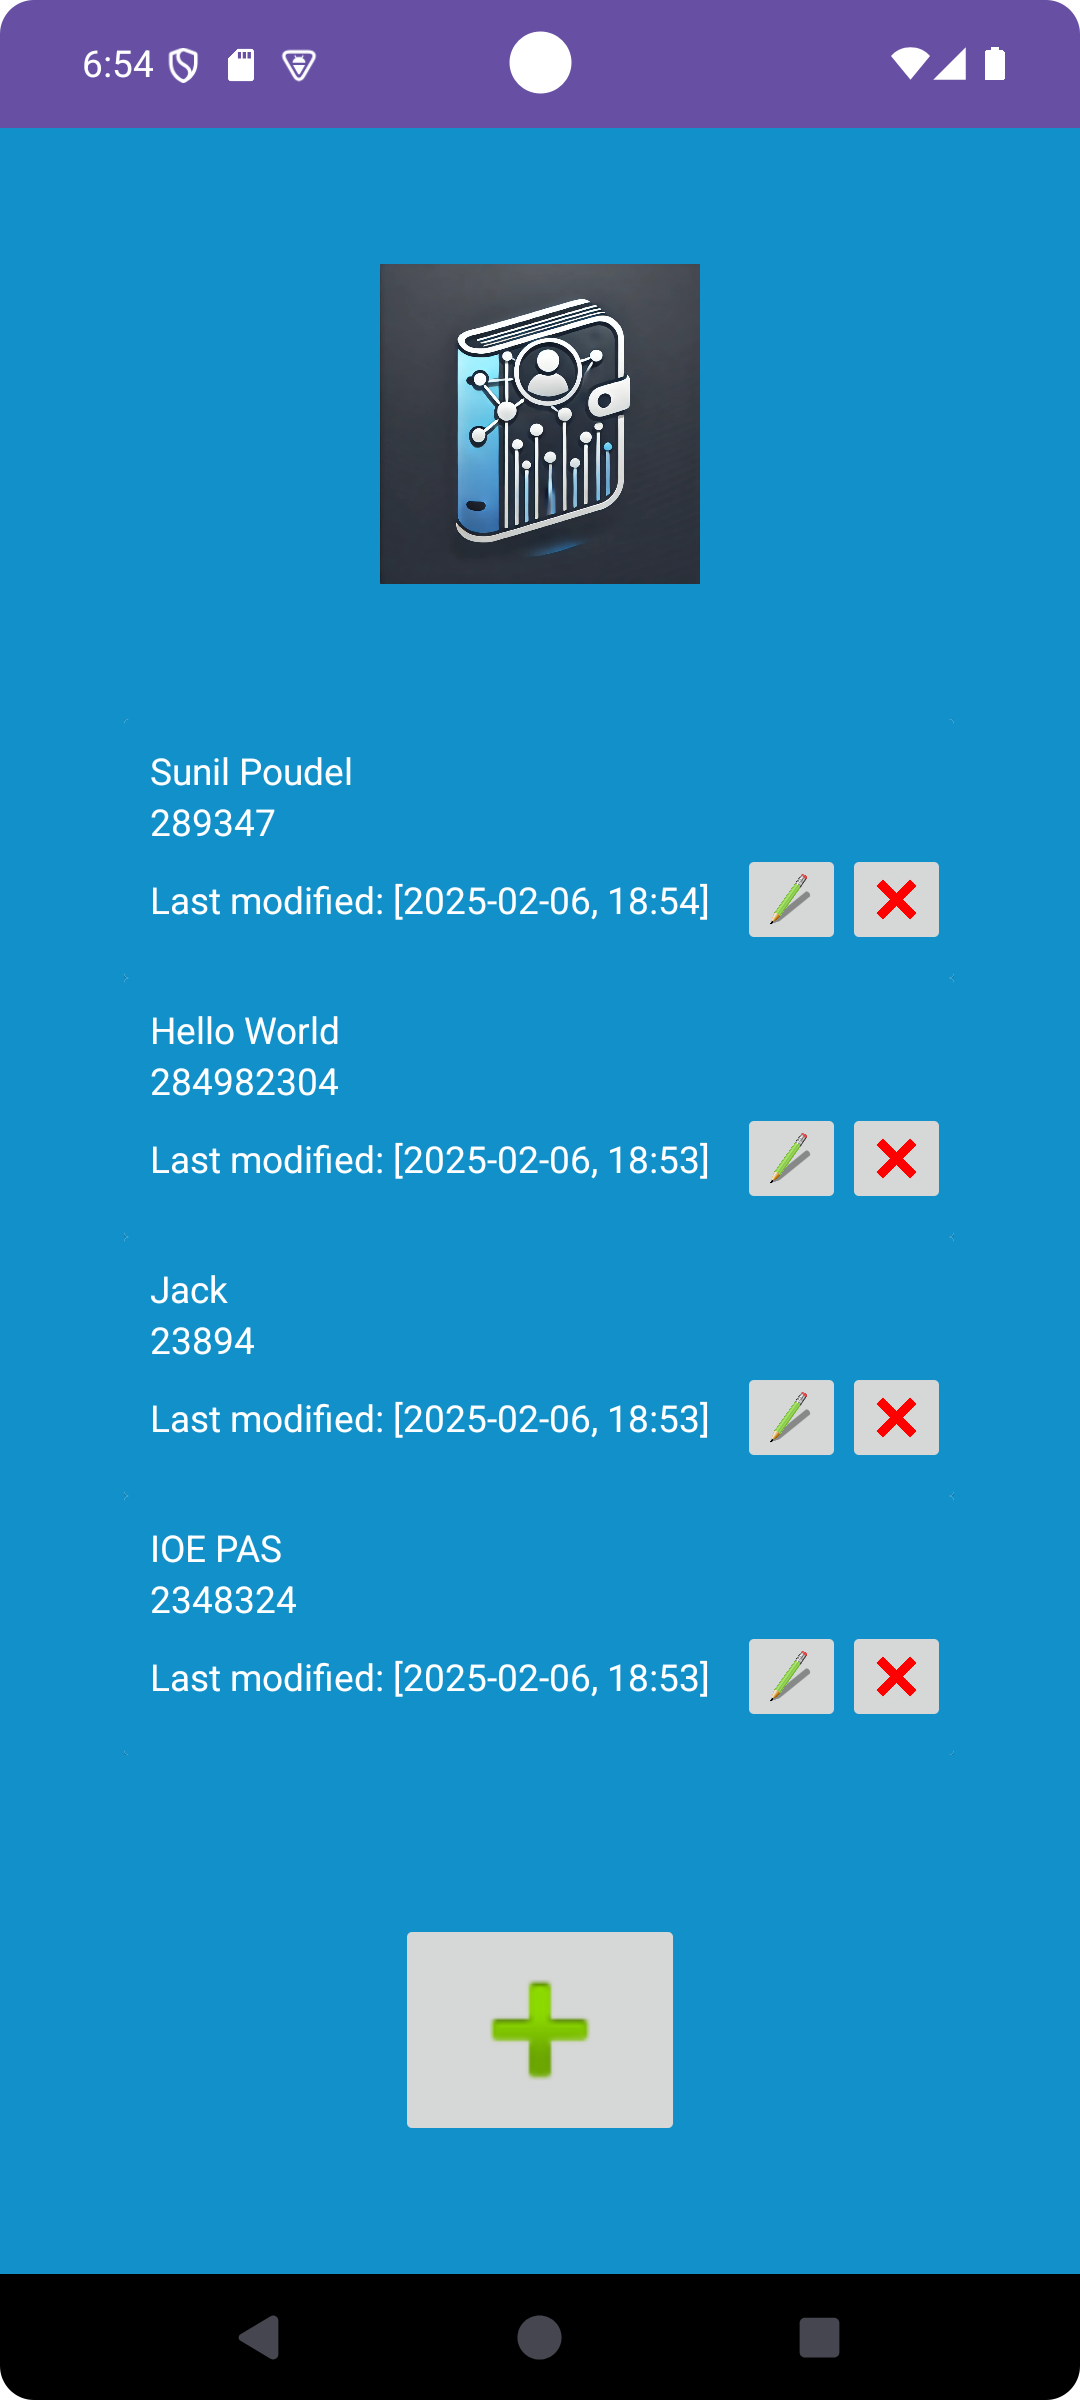 6:54
Sunil Poudel
289347
Last modified: [2025-02-06, 18:54]
Hello World
284982304
Last modified: [2025-02-06, 18:53]
Jack
23894
Last modified: [2025-02-06, 18:53]
IOE PAS
2348324
Last modified: [2025-02-06, 18:53]